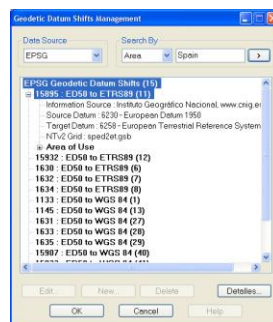 Geodetic Datum Shifts Management
Data Source
Search By
EPSG
Area
Spain
>
EPSG Geodetic Datum Shifts (15)
15895 : ED50 to ETRS89 (11)
Information Source : Instituto Geográfico Nacional, www.cnig.es
Source Datum : 6230 - European Datum 1950
Target Datum : 6258 - European Terrestrial Reference System
NTv2 Grid : sped2et.gsb
Area of Use
15932 : ED50 to ETRS89 (12)
1630 : ED50 to ETRS89 (6)
1632 : ED50 to ETRS89 (7)
1634 : ED50 to ETRS89 (8)
1133 : ED50 to WGS 84 (1)
1145 : ED50 to WGS 84 (13)
1631 : ED50 to WGS 84 (27)
1633 : ED50 to WGS 84 (28)
1635 : ED50 to WGS 84 (29)
15907 : ED50 to WGS 84 (40)
Edit...
New...
Delete
Detalles...
OK
Cancel
Help